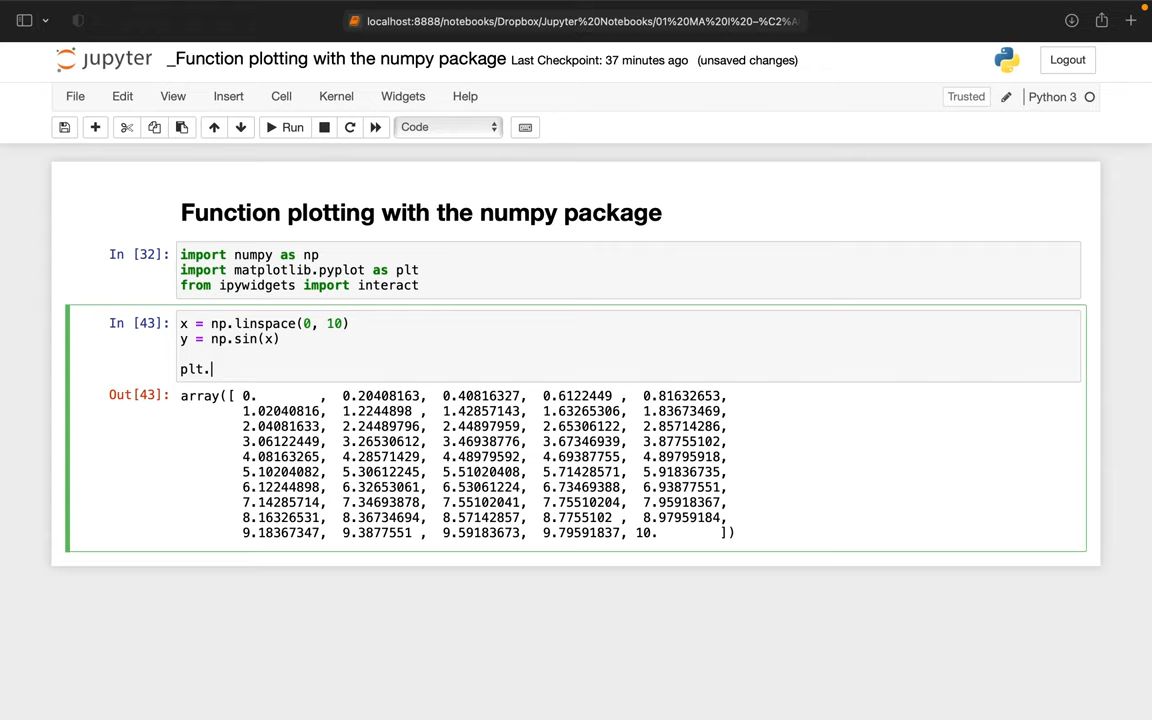 localhost:8888/notebooks/Dropbox/Jupyter%20Notebooks/01%20MA%20I%20–%C2%A
jupyter _Function plotting with the numpy package Last Checkpoint: 37 minutes ago (unsaved changes) Logout
File Edit View Insert Cell Kernel Widgets Help Trusted Python 3
Run Code
Function plotting with the numpy package
In [32]: import numpy as np
import matplotlib.pyplot as plt
from ipywidgets import interact
In [43]: x = np.linspace(0, 10)
y = np.sin(x)
plt.
Out[43]: array([ 0.        ,  0.20408163,  0.40816327,  0.6122449 ,  0.81632653,
1.02040816,  1.2244898 ,  1.42857143,  1.63265306,  1.83673469,
2.04081633,  2.24489796,  2.44897959,  2.65306122,  2.85714286,
3.06122449,  3.26530612,  3.46938776,  3.67346939,  3.87755102,
4.08163265,  4.28571429,  4.48979592,  4.69387755,  4.89795918,
5.10204082,  5.30612245,  5.51020408,  5.71428571,  5.91836735,
6.12244898,  6.32653061,  6.53061224,  6.73469388,  6.93877551,
7.14285714,  7.34693878,  7.55102041,  7.75510204,  7.95918367,
8.16326531,  8.36734694,  8.57142857,  8.7755102 ,  8.97959184,
9.18367347,  9.3877551 ,  9.59183673,  9.79591837, 10.        ])